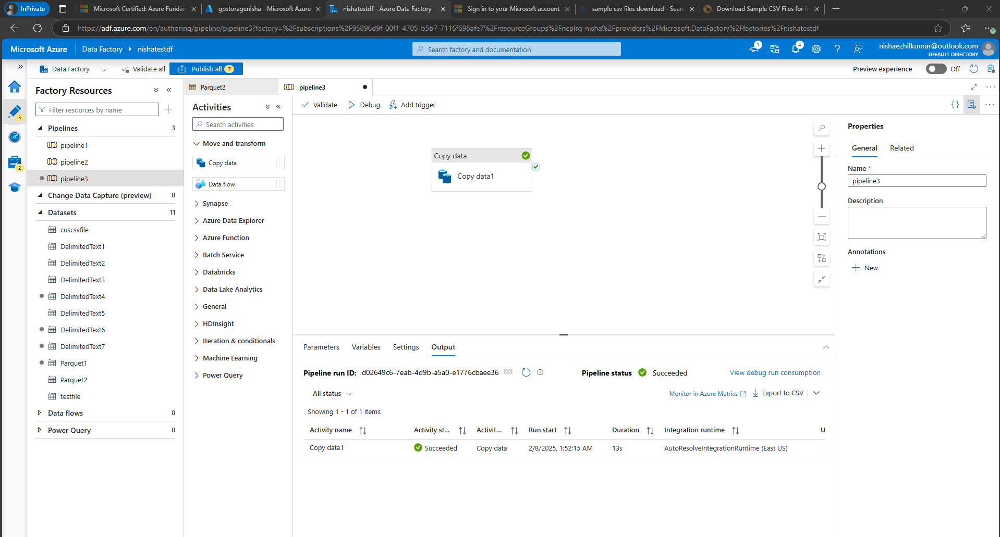 InPrivate
Microsoft Certified: Azure Fundar
gpstoragenisha - Microsoft Azure
nishatestdf - Azure Data Factory
Sign in to your Microsoft account
sample csv files download - Searc
Download Sample CSV Files for fr
https://adf.azure.com/en/authoring/pipeline/pipeline3?factory=%2Fsubscriptions%2F95896d9f-00f1-4705-b5b7-7116f698afe7%2FresourceGroups%2Fncplrg-nisha%2Fproviders%2FMicrosoft.DataFactory%2Ffactories%2Fnishatestdf
Microsoft Azure
Data Factory
nishatestdf
Search factory and documentation
1
4
nishaezhilkumar@outlook.com
DEFAULT DIRECTORY
Data Factory
Validate all
Publish all 7
Preview experience
Off
5
2
Factory Resources
Filter resources by name
Pipelines 3
pipeline1
pipeline2
pipeline3
Change Data Capture (preview) 0
Datasets 11
cuscsvfile
DelimitedText1
DelimitedText2
DelimitedText3
DelimitedText4
DelimitedText5
DelimitedText6
DelimitedText7
Parquet1
Parquet2
testfile
Data flows 0
Power Query 0
Parquet2
pipeline3
Activities
Search activities
Move and transform
Copy data
Data flow
Synapse
Azure Data Explorer
Azure Function
Batch Service
Databricks
Data Lake Analytics
General
HDInsight
Iteration & conditionals
Machine Learning
Power Query
Validate
Debug
Add trigger
Copy data
Copy data1
Properties
General
Related
Name *
pipeline3
Description
Annotations
New
Parameters
Variables
Settings
Output
Pipeline run ID: d02649c6-7eab-4d9b-a5a0-e1776cbaee36
Pipeline status Succeeded
View debug run consumption
All status
Monitor in Azure Metrics
Export to CSV
Showing 1 - 1 of 1 items
Activity name Activity st... Activit... Run start Duration Integration runtime U
Copy data1 Succeeded Copy data 2/8/2025, 1:52:15 AM 13s AutoResolveIntegrationRuntime (East US)